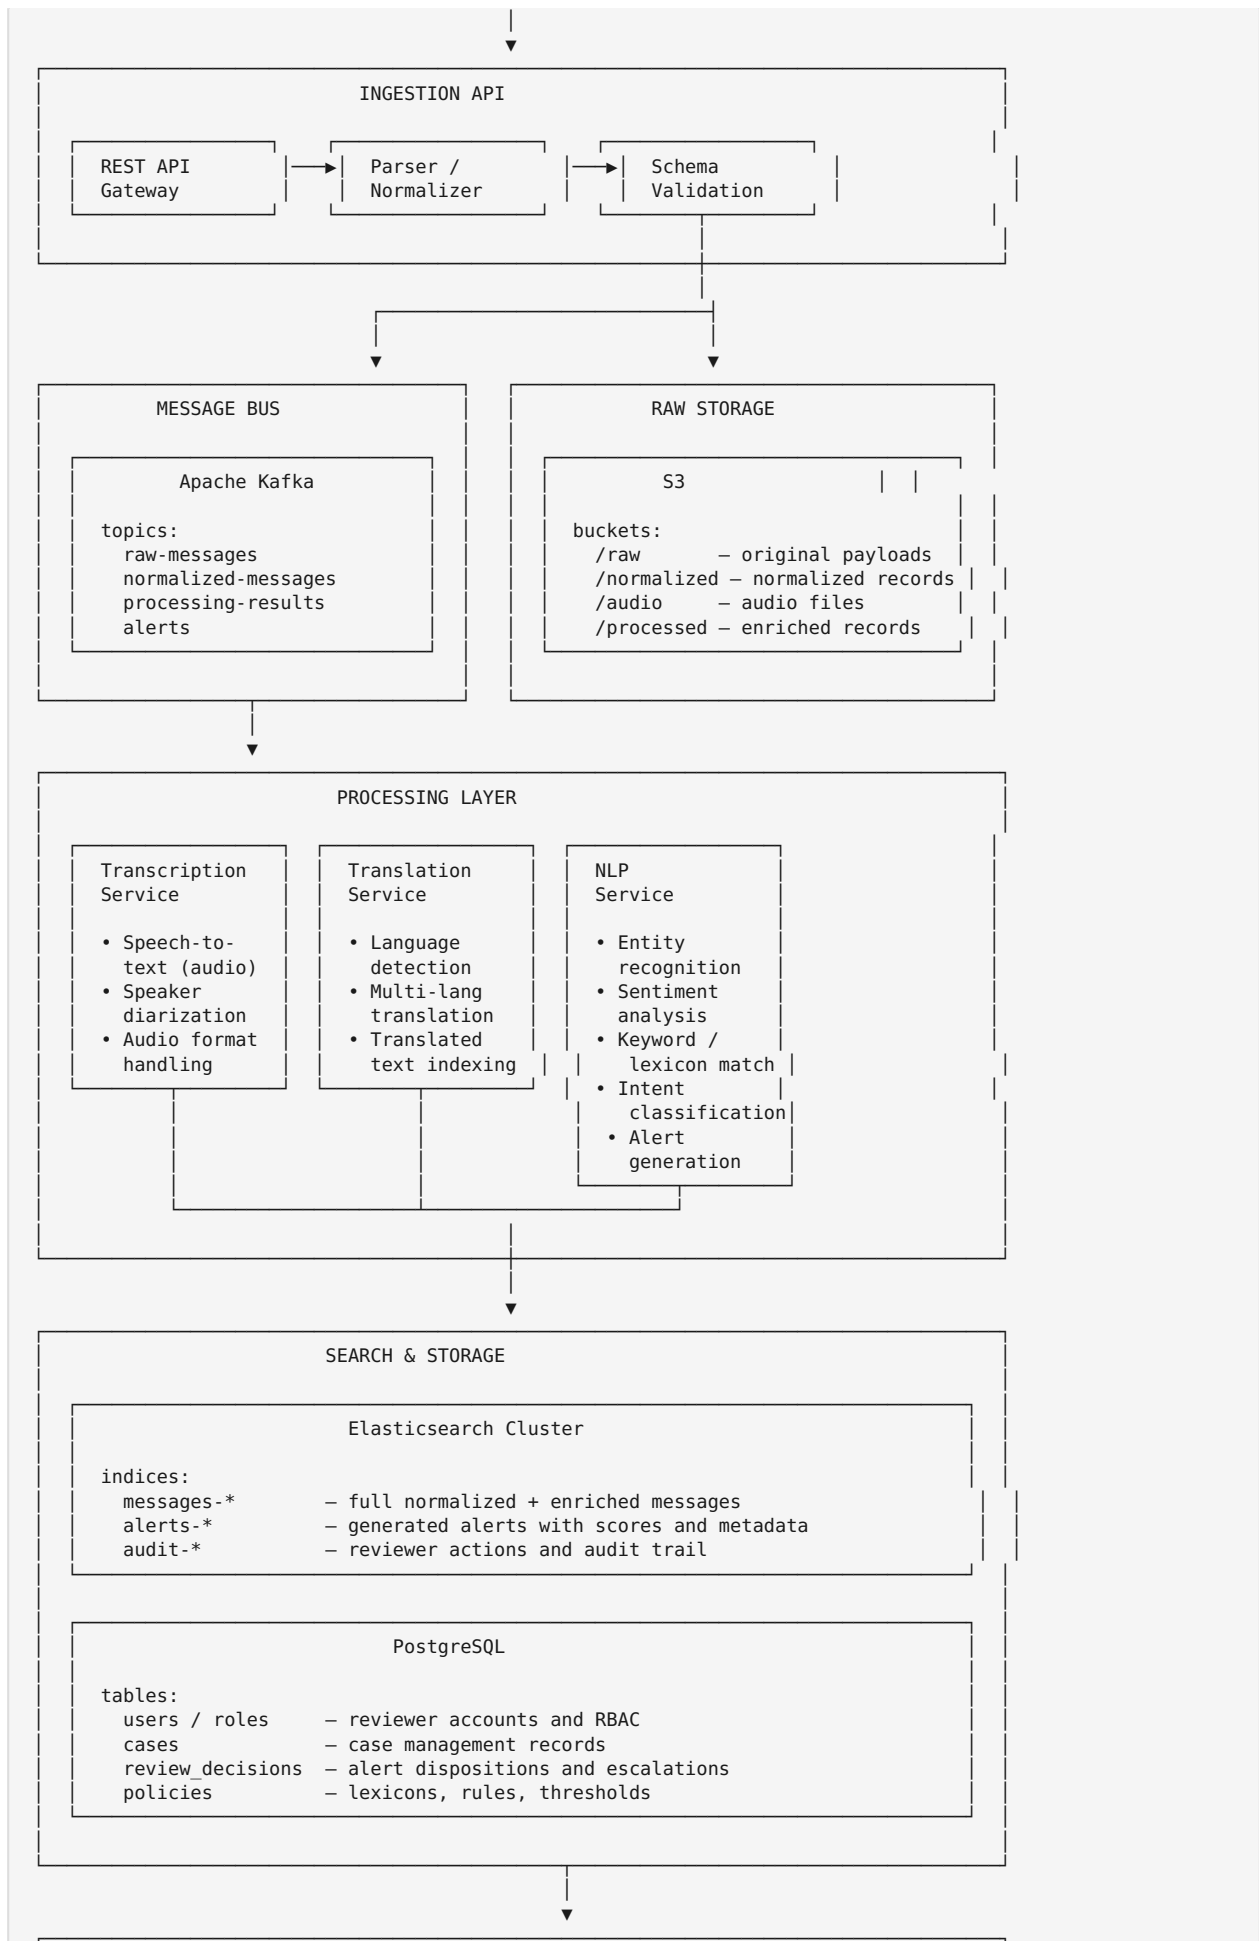 INGESTION API
REST API
Gateway
Parser /
Normalizer
Schema
Validation
MESSAGE BUS
Apache Kafka
topics:
raw-messages
normalized-messages
processing-results
alerts
RAW STORAGE
S3
buckets:
/raw – original payloads
/normalized – normalized records
/audio – audio files
/processed – enriched records
PROCESSING LAYER
Transcription
Service
• Speech-to-
text (audio)
• Speaker
diarization
• Audio format
handling
Translation
Service
• Language
detection
• Multi-lang
translation
• Translated
text indexing
NLP
Service
• Entity
recognition
• Sentiment
analysis
• Keyword /
lexicon match
• Intent
classification
• Alert
generation
SEARCH & STORAGE
Elasticsearch Cluster
indices:
messages-* – full normalized + enriched messages
alerts-* – generated alerts with scores and metadata
audit-* – reviewer actions and audit trail
PostgreSQL
tables:
users / roles – reviewer accounts and RBAC
cases – case management records
review_decisions – alert dispositions and escalations
policies – lexicons, rules, thresholds